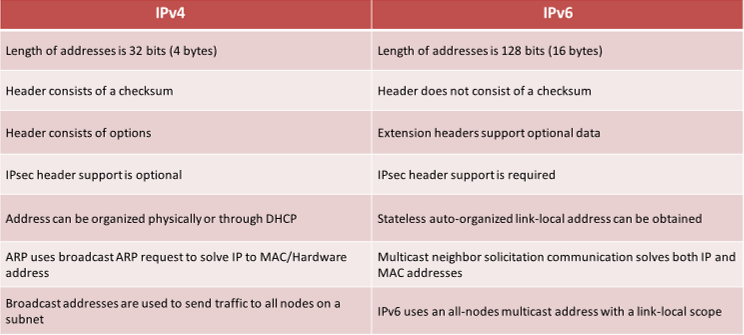 IPv4 IPv6
Length of addresses is 32 bits (4 bytes) Length of addresses is 128 bits (16 bytes)
Header consists of a checksum Header does not consist of a checksum
Header consists of options Extension headers support optional data
IPsec header support is optional IPsec header support is required
Address can be organized physically or through DHCP Stateless auto-organized link-local address can be obtained
ARP uses broadcast ARP request to solve IP to MAC/Hardware
address
Multicast neighbor solicitation communication solves both IP and
MAC addresses
Broadcast addresses are used to send traffic to all nodes on a
subnet
IPv6 uses an all-nodes multicast address with a link-local scope